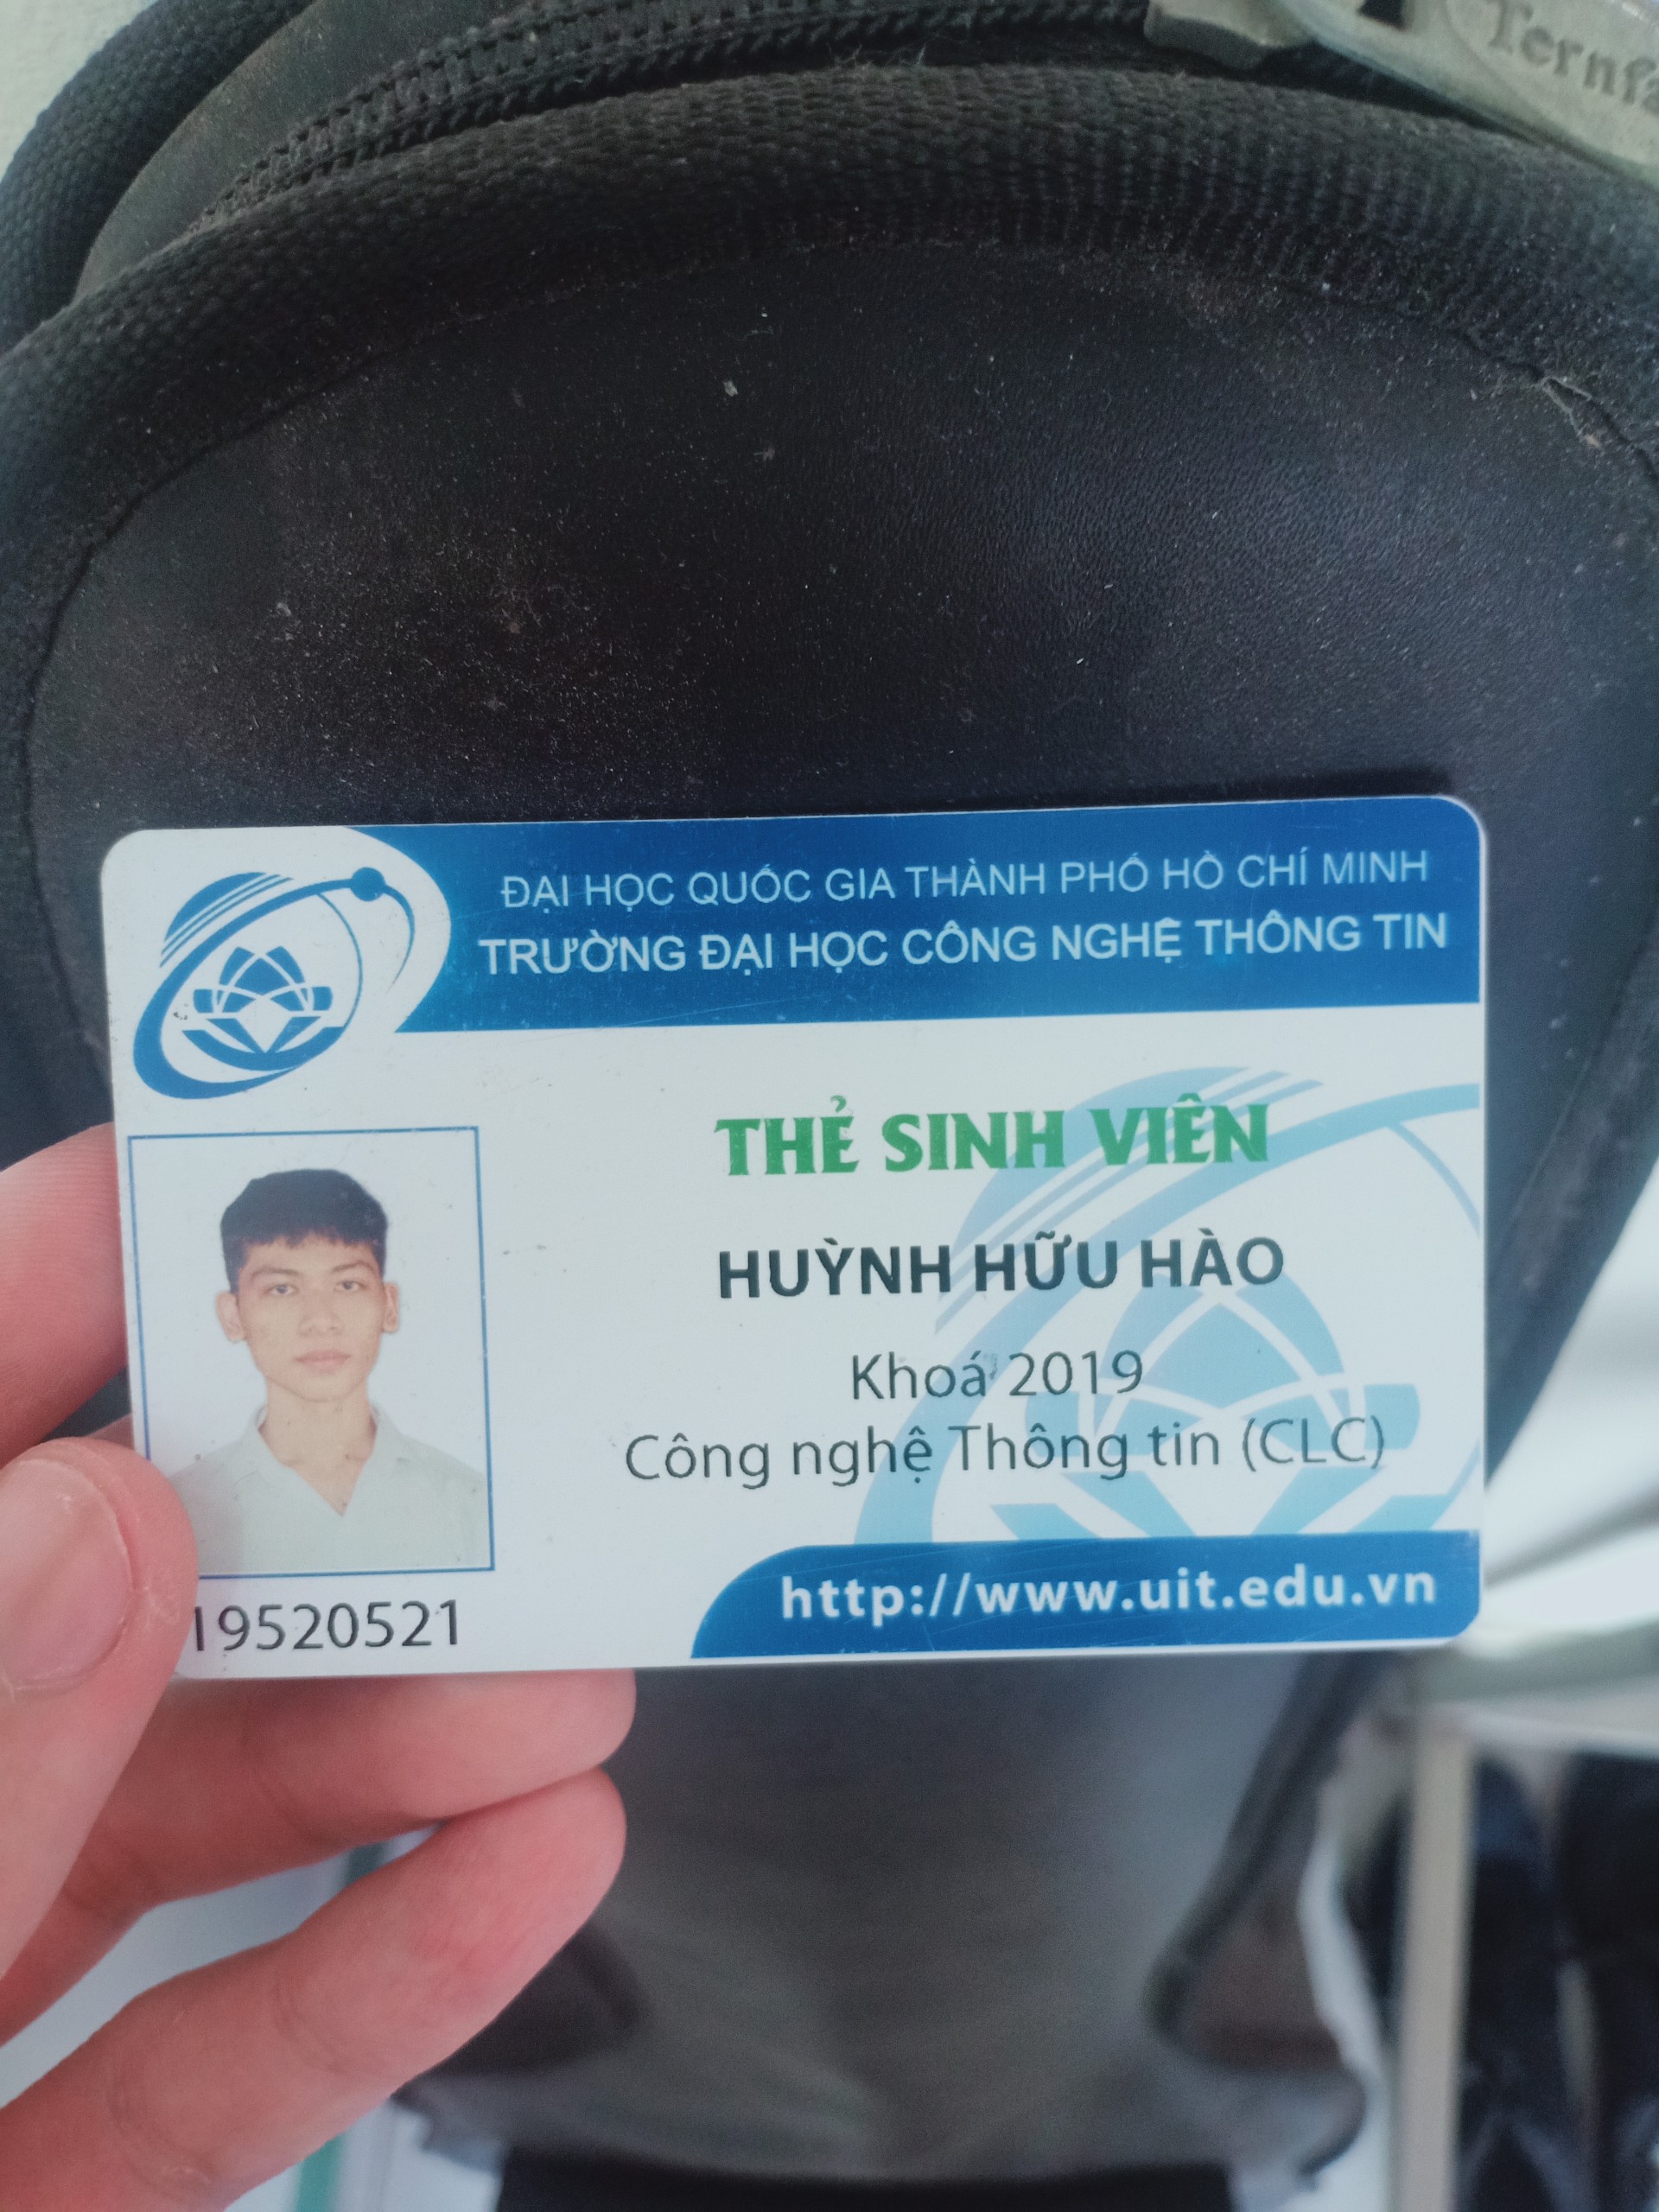 ĐẠI HỌC QUỐC GIA THÀNH PHỐ HỒ CHÍ MINH
TRƯỜNG ĐẠI HỌC CÔNG NGHỆ THÔNG TIN
THẺ SINH VIÊN
HUỲNH HỮU HÀO
Khoá 2019
Công nghệ Thông tin (CLC)
http://www.uit.edu.vn
19520521